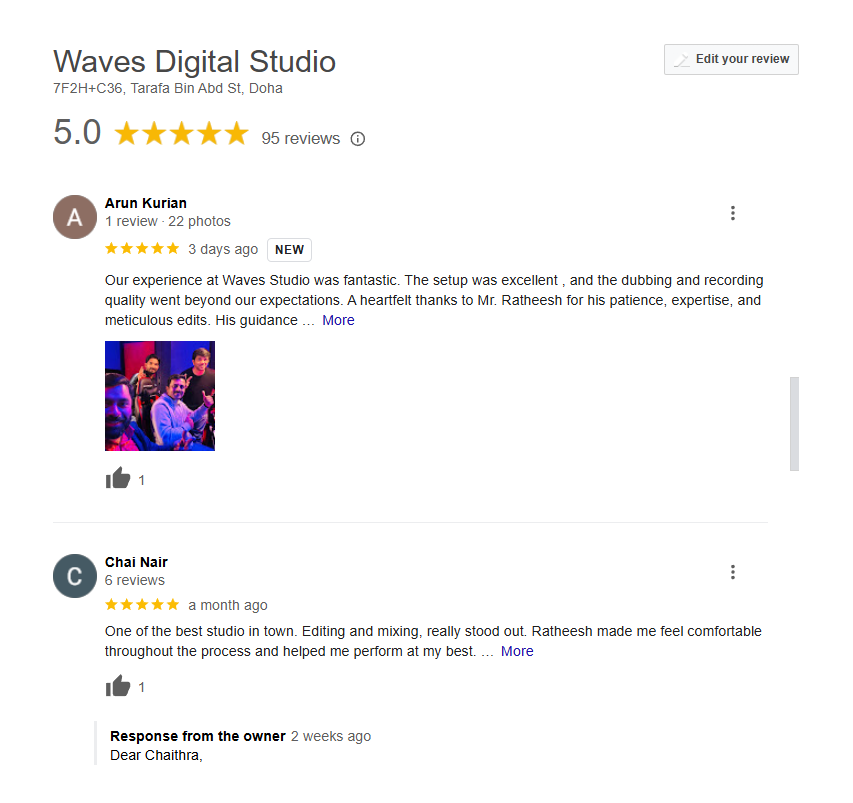 Waves Digital Studio
Edit your review
7F2H+C36, Tarafa Bin Abd St, Doha
5.0 95 reviews
A
Arun Kurian
1 review · 22 photos
3 days ago NEW
Our experience at Waves Studio was fantastic. The setup was excellent , and the dubbing and recording
quality went beyond our expectations. A heartfelt thanks to Mr. Ratheesh for his patience, expertise, and
meticulous edits. His guidance … More
1
C
Chai Nair
6 reviews
a month ago
One of the best studio in town. Editing and mixing, really stood out. Ratheesh made me feel comfortable
throughout the process and helped me perform at my best. … More
1
Response from the owner 2 weeks ago
Dear Chaithra,